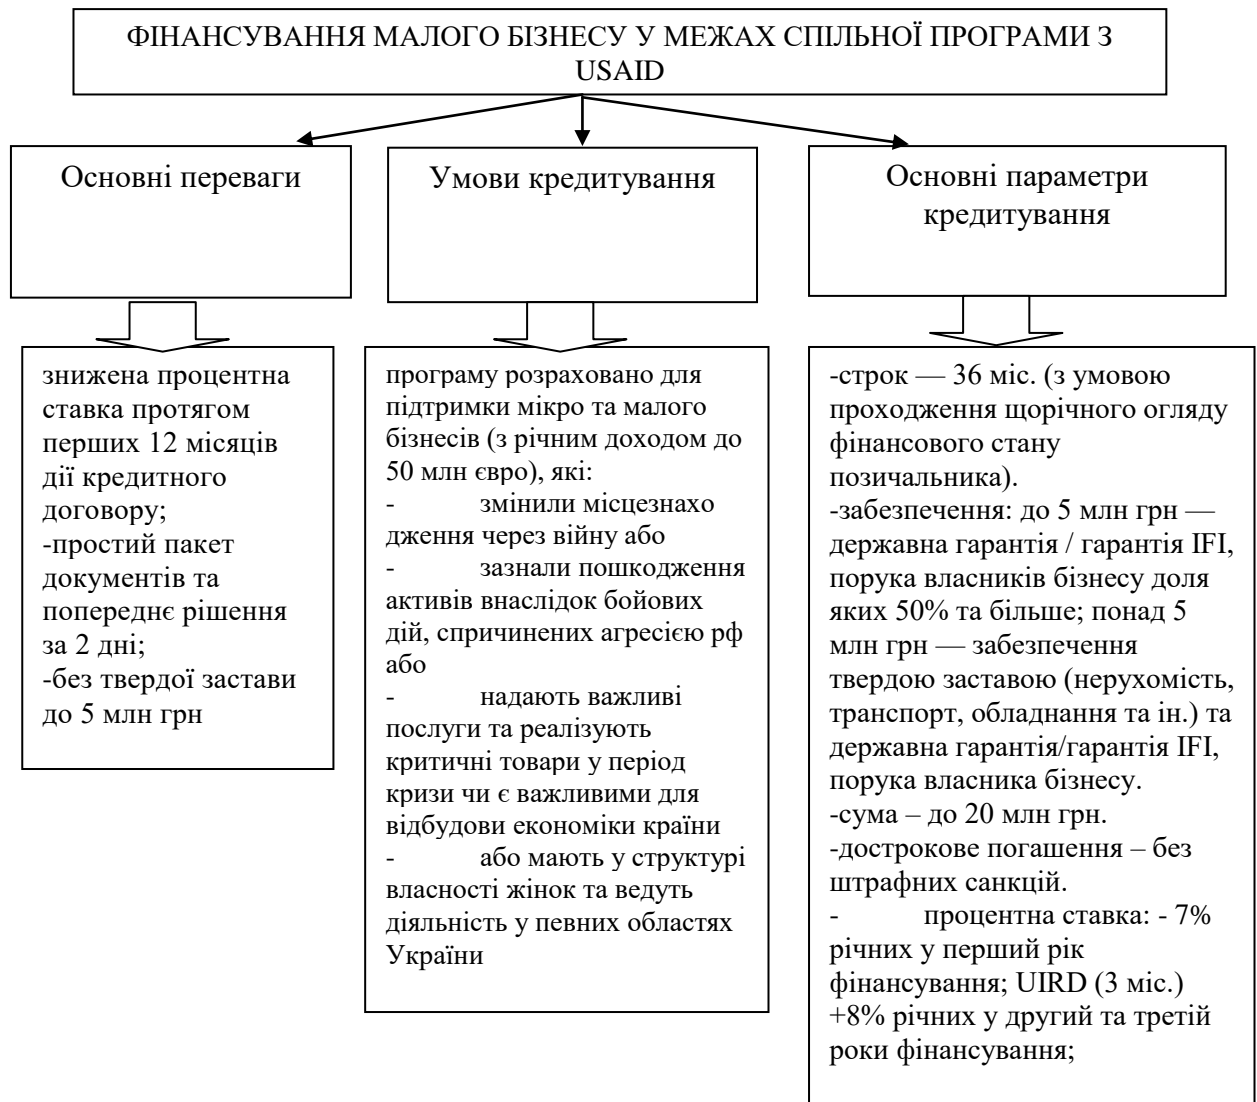 ФІНАНСУВАННЯ МАЛОГО БІЗНЕСУ У МЕЖАХ СПІЛЬНОЇ ПРОГРАМИ З
USAID
Основні переваги
Умови кредитування
Основні параметри
кредитування
знижена процентна
ставка протягом
перших 12 місяців
дії кредитного
договору;
-простий пакет
документів та
попереднє рішення
за 2 дні;
-без твердої застави
до 5 млн грн
програму розраховано для
підтримки мікро та малого
бізнесів (з річним доходом до
50 млн євро), які:
- змінили місцезнахо
дження через війну або
- зазнали пошкодження
активів внаслідок бойових
дій, спричинених агресією рф
або
- надають важливі
послуги та реалізують
критичні товари у період
кризи чи є важливими для
відбудови економіки країни
- або мають у структурі
власності жінок та ведуть
діяльність у певних областях
України
-строк — 36 міс. (з умовою
проходження щорічного огляду
фінансового стану
позичальника).
-забезпечення: до 5 млн грн —
державна гарантія / гарантія IFI,
порука власників бізнесу доля
яких 50% та більше; понад 5
млн грн — забезпечення
твердою заставою (нерухомість,
транспорт, обладнання та ін.) та
державна гарантія/гарантія IFI,
порука власника бізнесу.
-сума – до 20 млн грн.
-дострокове погашення – без
штрафних санкцій.
- процентна ставка: - 7%
річних у перший рік
фінансування; UIRD (3 міс.)
+8% річних у другий та третій
роки фінансування;